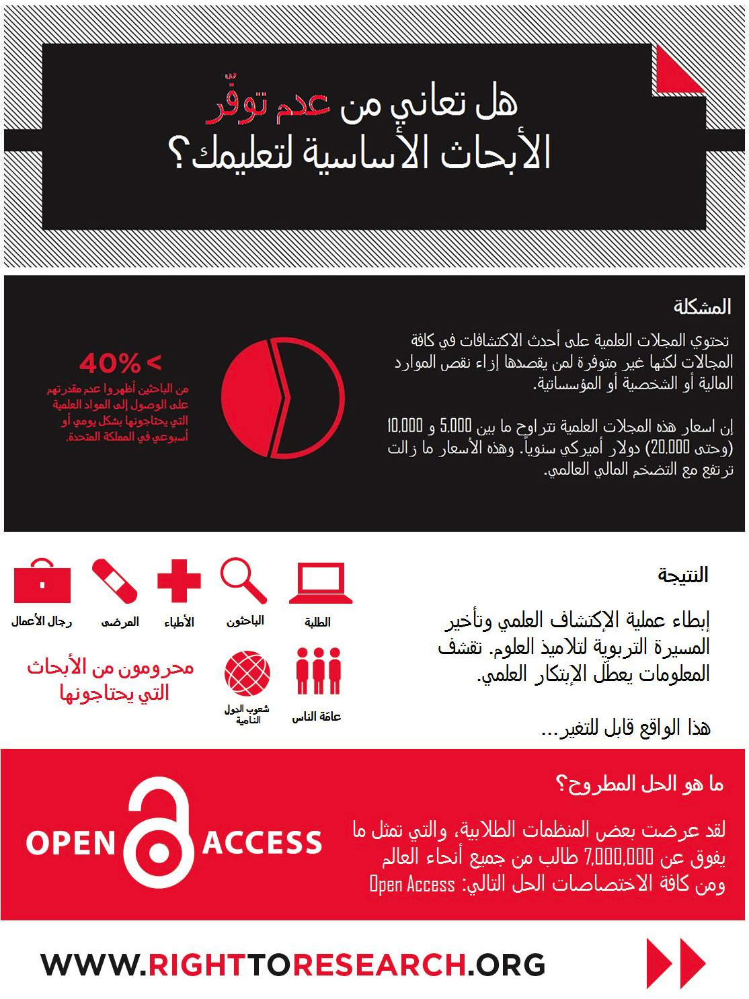 هل تعاني من عدم توفّر
الأبحاث الأساسية لتعليمك؟
المشكلة
تحتوي المجلات العلمية على أحدث الاكتشافات في كافة
المجالات لكنها غير متوفرة لمن يقصدها إزاء نقص الموارد
المالية أو الشخصية أو المؤسساتية.
إن اسعار هذه المجلات العلمية تتراوح ما بين 5,000 و 10,000
(وحتى 20,000) دولار أميركي سنوياً. وهذه الأسعار ما زالت
ترتفع مع التضخم المالي العالمي.
40% >
من الباحثين أظهروا عدم مقدرتهم
على الوصول إلى المواد العلمية
التي يحتاجونها بشكل يومي أو
أسبوعي في المملكة المتحدة.
النتيجة
إبطاء عملية الإكتشاف العلمي وتأخير
المسيرة التربوية لتلاميذ العلوم. تقشف
المعلومات يعطّل الإبتكار العلمي.
هذا الواقع قابل للتغير...
الطلبة
الباحثون
الأطباء
المرضى
رجال الأعمال
عامّة الناس
شعوب الدول
النامية
محرومون من الأبحاث
التي يحتاجونها
ما هو الحل المطروح؟
لقد عرضت بعض المنظمات الطلابية، والتي تمثل ما
يفوق عن 7,000,000 طالب من جميع أنحاء العالم
ومن كافة الاختصاصات الحل التالي: Open Access
OPEN ACCESS
WWW.RIGHTTORESEARCH.ORG